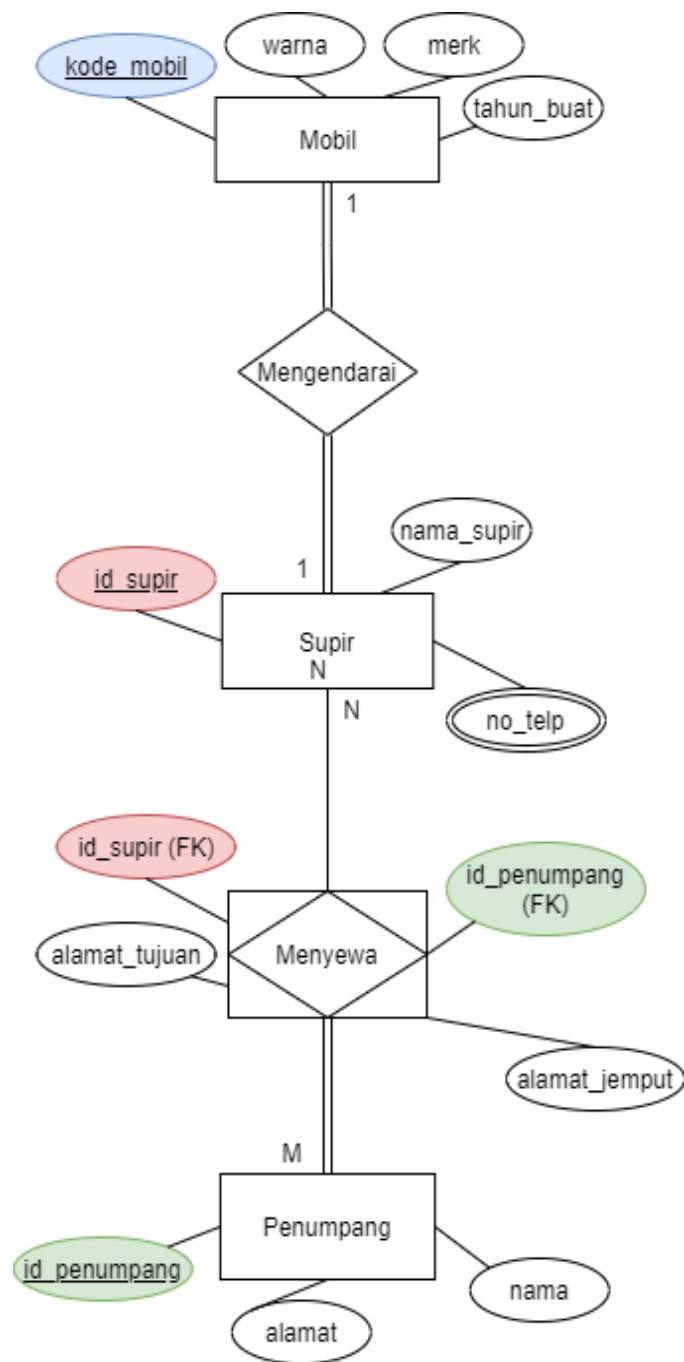 warna
merk
kode_mobil
tahun_buat
Mobil
1
Mengendarai
nama_supir
1
id_supir
Supir
N
N
no_telp
id_supir (FK)
id_penumpang
(FK)
alamat_tujuan
Menyewa
alamat_jemput
M
Penumpang
id_penumpang
nama
alamat